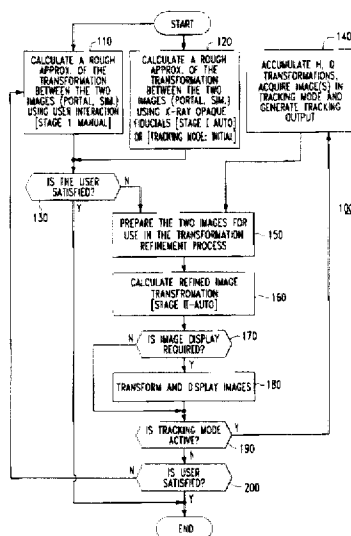 START
110
CALCULATE A ROUGH
APPROX. OF THE
TRANSFORMATION
BETWEEN THE TWO
IMAGES (PORTAL, SIM.)
USING USER INTERACTION
[STAGE I MANUAL]
120
CALCULATE A ROUGH
APPROX. OF THE
TRANSFORMATION
BETWEEN THE TWO
IMAGES (PORTAL, SIM.)
USING X-RAY OPAQUE
FIDUCIALS [STAGE I AUTO]
OR [TRACKING MODE: INITIAL
140
ACCUMULATE H, Q
TRANSFORMATIONS,
ACQUIRE IMAGE(S) IN
TRACKING MODE AND
GENERATE TRACKING
OUTPUT
IS THE USER
SATISFIED?
N
130
Y
PREPARE THE TWO IMAGES FOR
USE IN THE TRANSFORMATION
REFINEMENT PROCESS
150
100
CALCULATE REFINED IMAGE
TRANSFROMATION
[STAGE II-AUTO]
160
170
N
IS IMAGE DISPLAY
REQUIRED?
Y
TRANSFORM AND DISPLAY IMAGES
180
IS TRACKING MODE
ACTIVE?
Y
190
N
N
IS USER
SATISFIED?
200
Y
END